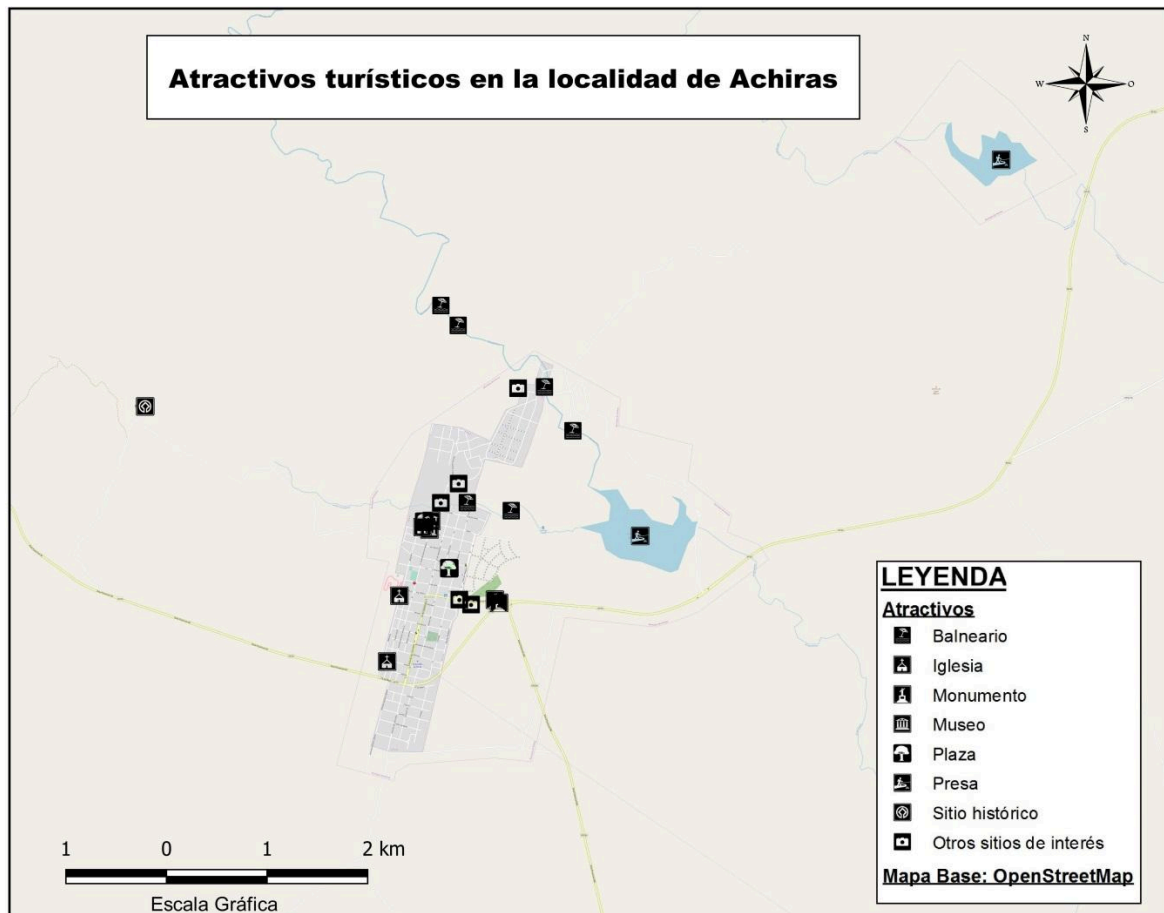 Atractivos turísticos en la localidad de Achiras
N
W
O
S
LEYENDA
Atractivos
Balneario
Iglesia
Monumento
Museo
Plaza
Presa
Sitio histórico
Otros sitios de interés
Mapa Base: OpenStreetMap
1 0 1 2 km
Escala Gráfica